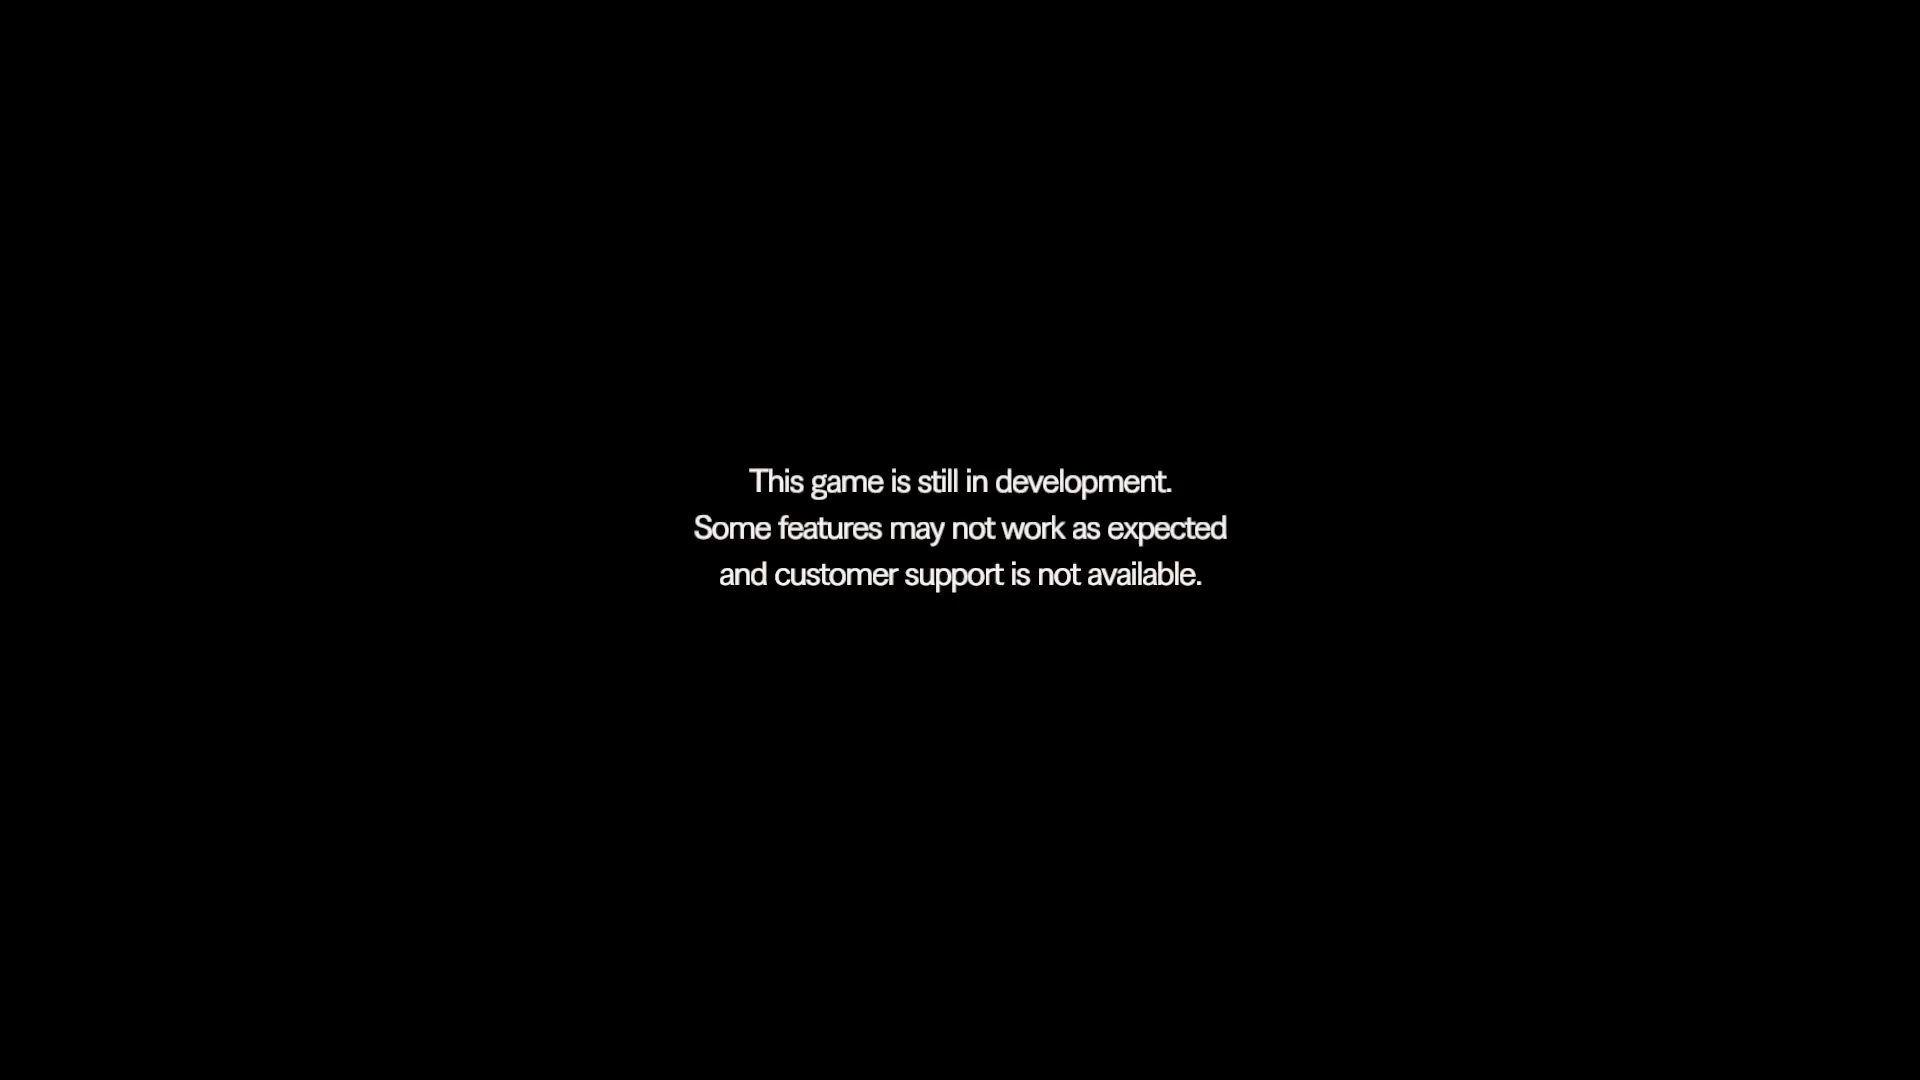 This game is still in development.
Some features may not work as expected
and customer support is not available.